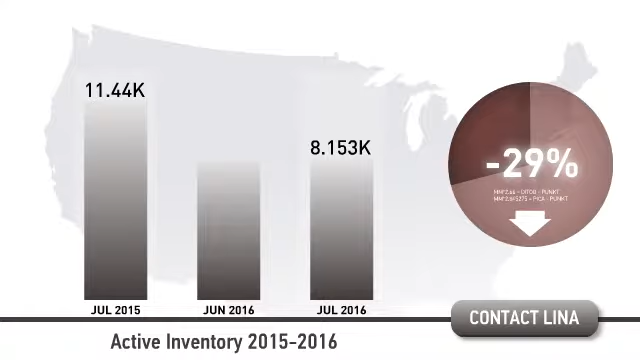 11.44K
8.153K
-29%
JUL 2015
JUN 2016
JUL 2016
CONTACT LINA
Active Inventory 2015-2016